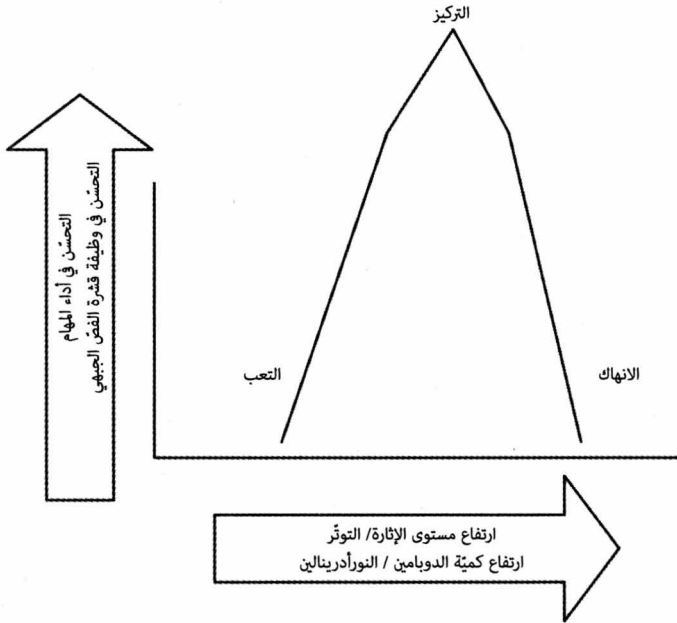 التركيز
التحسّن في أداء المهام
التحسّن في وظيفة قشرة الفصّ الجبهي
التعب
الانهاك
ارتفاع مستوى الإثارة/ التوتّر
ارتفاع كميّة الدوبامين / النورأدرينالين